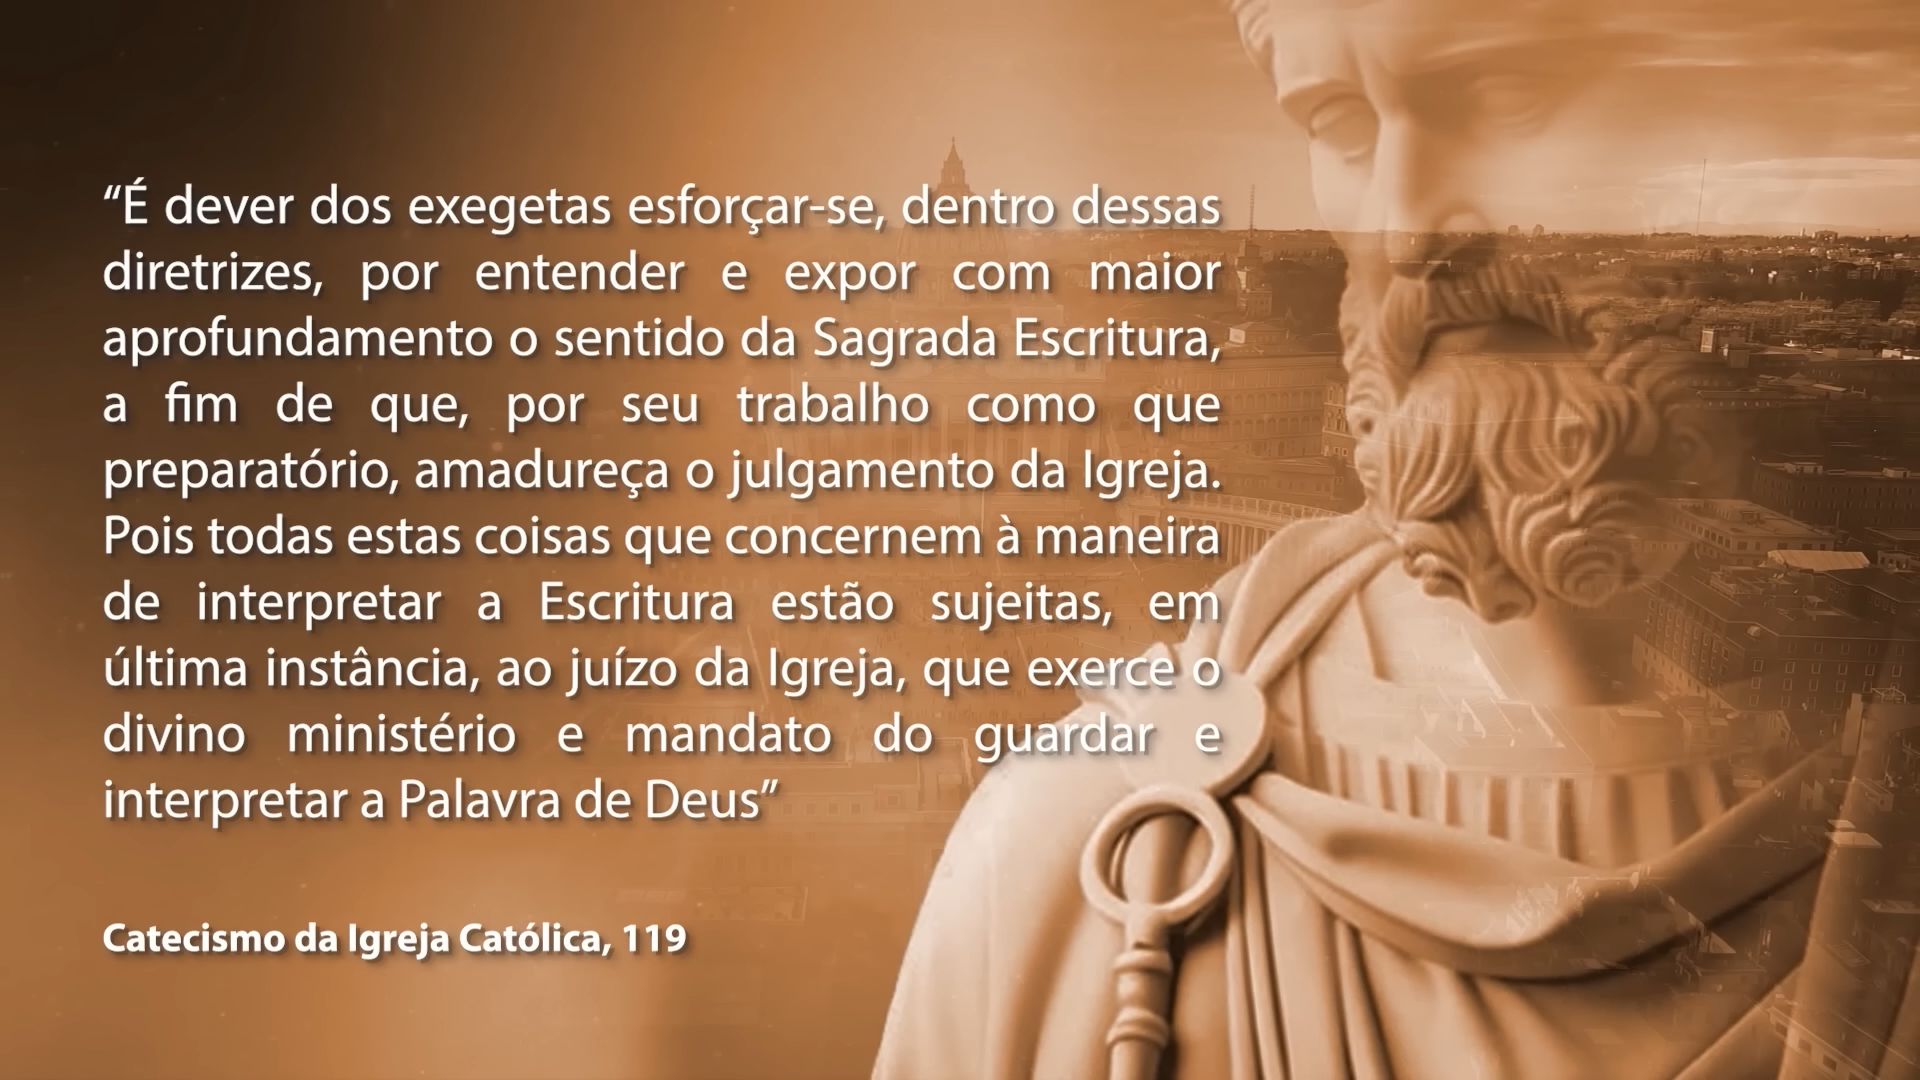 “É dever dos exegetas esforçar-se, dentro dessas
diretrizes, por entender e expor com maior
aprofundamento o sentido da Sagrada Escritura,
a fim de que, por seu trabalho como que
preparatório, amadureça o julgamento da Igreja.
Pois todas estas coisas que concernem à maneira
de interpretar a Escritura estão sujeitas, em
última instância, ao juízo da Igreja, que exerce o
divino ministério e mandato do guardar e
interpretar a Palavra de Deus”
Catecismo da Igreja Católica, 119